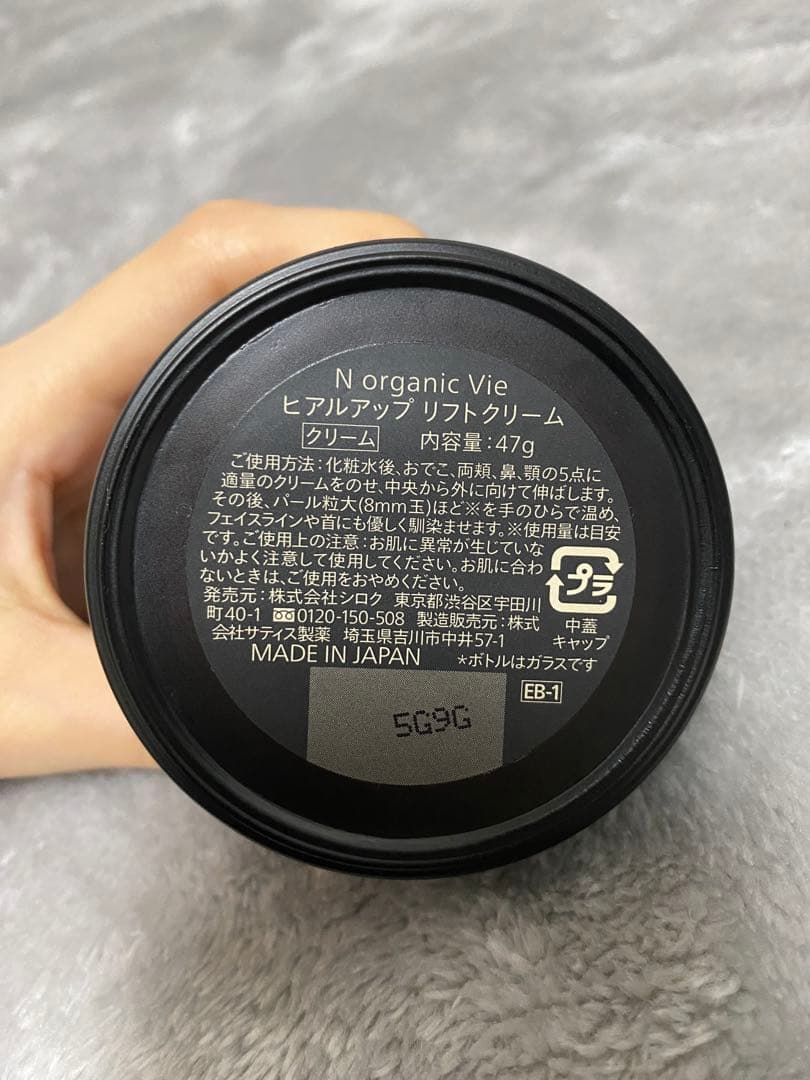 N organic Vie
ヒアルアップ リフトクリーム
クリーム 内容量:47g
ご使用方法:化粧水後、おでこ、両頬、鼻、顎の5点に
適量のクリームをのせ、中央から外に向けて伸ばします。
その後、パール粒大(8mm玉)ほど※を手のひらで温め、
フェイスラインや首にも優しく馴染ませます。※使用量は目安
です。ご使用上の注意:お肌に異常が生じていな
いかよく注意して使用してください。お肌に合わ
ないときは、ご使用をおやめください。
発売元:株式会社シロク 東京都渋谷区宇田川
町40-1 0120-150-508 製造販売元:株式
会社サティス製薬 埼玉県吉川市中井57-1
プラ
中蓋
キャップ
MADE IN JAPAN *ボトルはガラスです
EB-1
5G9G